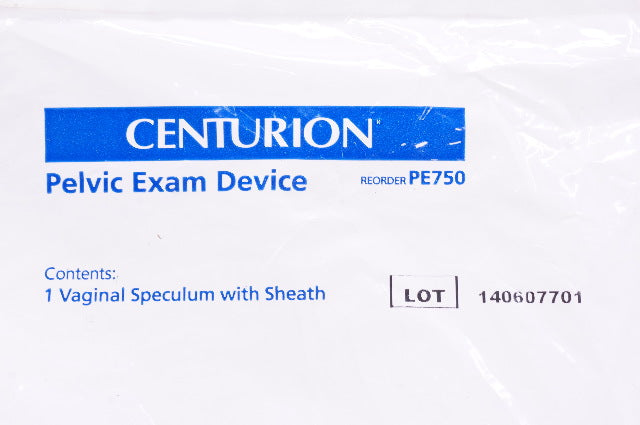 CENTURION
Pelvic Exam Device
REORDER PE750
Contents:
1 Vaginal Speculum with Sheath
LOT 140607701